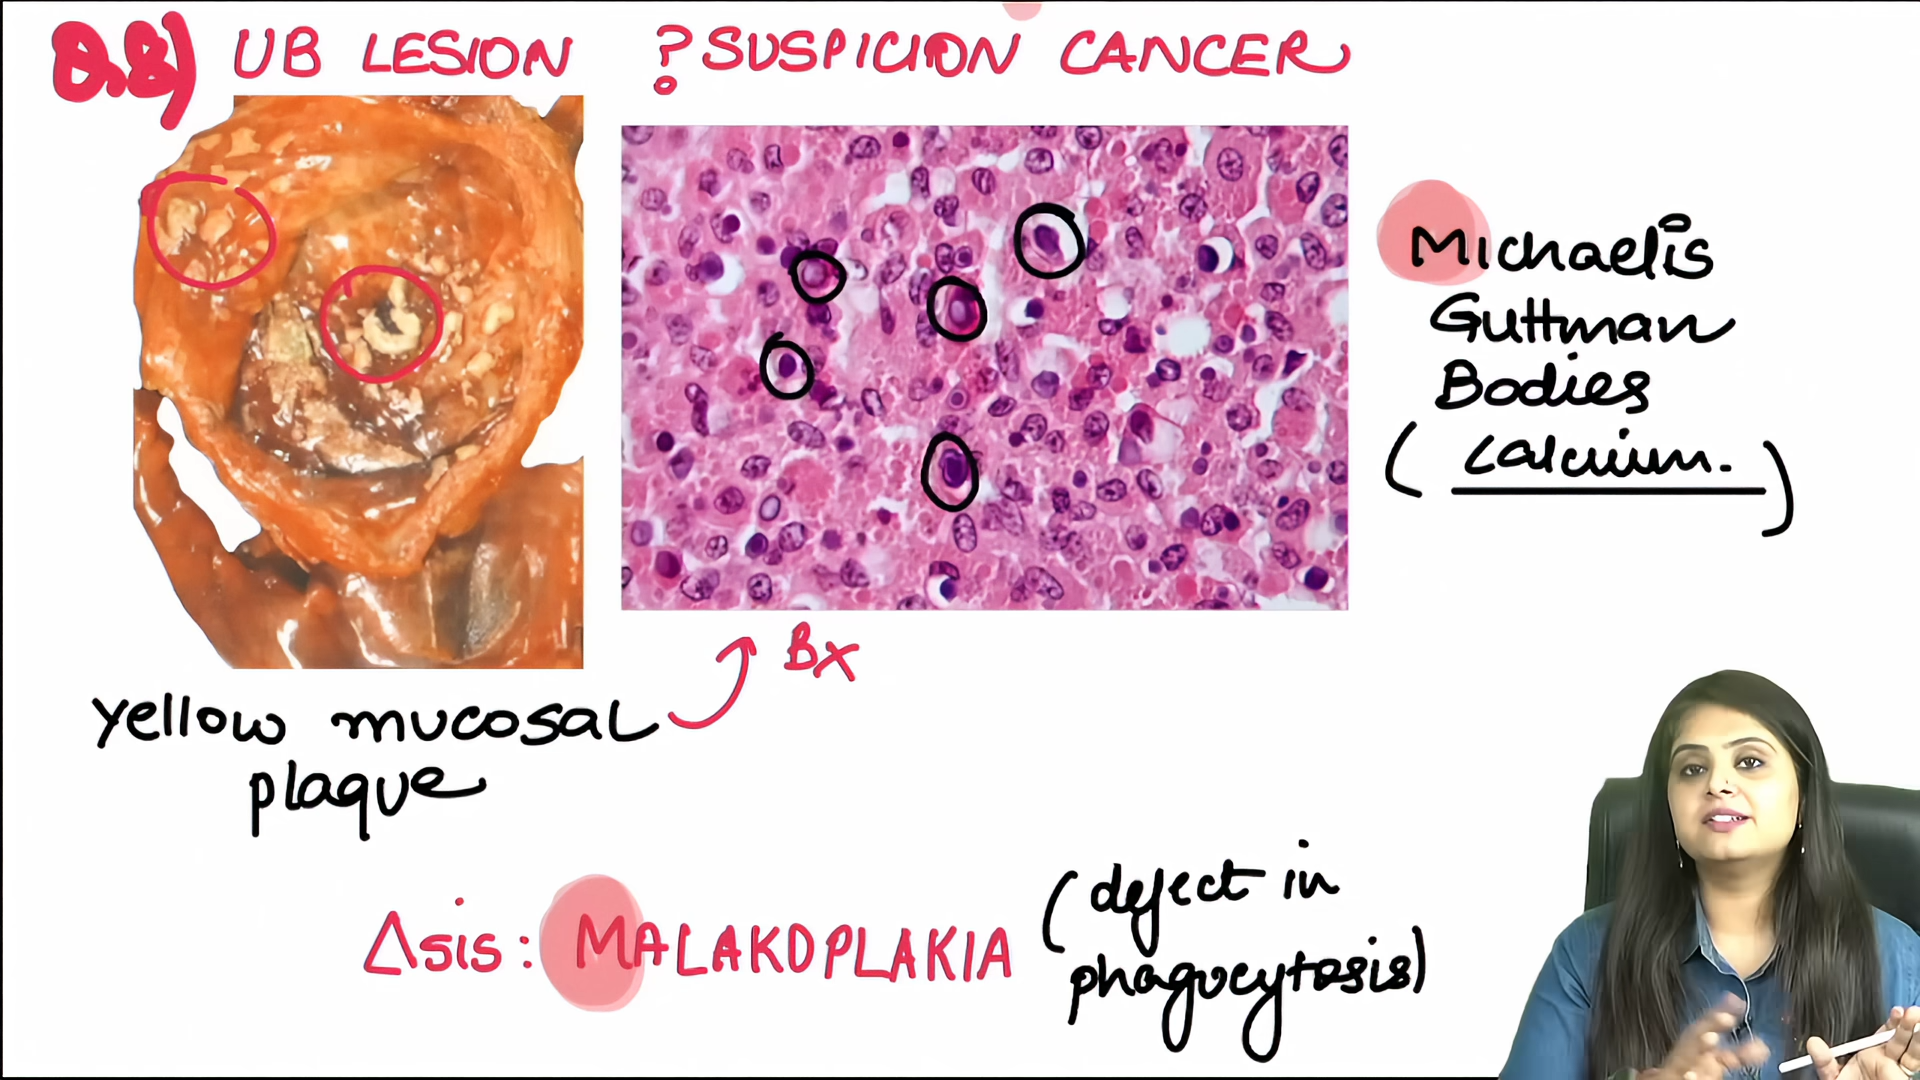 Q.8) UB LESION ? SUSPICION CANCER
Michaelis
Guttman
Bodies
(calcium.)
Bx
yellow mucosal
plaque
Δsis: MALAKOPLAKIA
(defect in
phagocytosis)